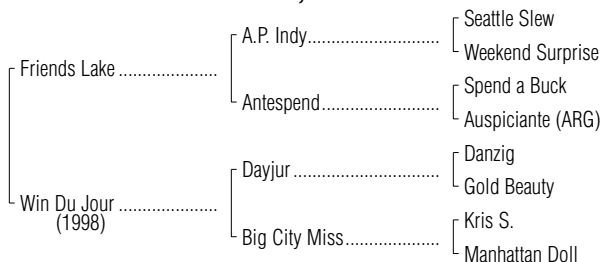 Seattle Slew
A.P. Indy
Weekend Surprise
Friends Lake
Spend a Buck
Antespend
Auspiciante (ARG)
Danzig
Dayjur
Gold Beauty
Win Du Jour
(1998)
Kris S.
Big City Miss
Manhattan Doll